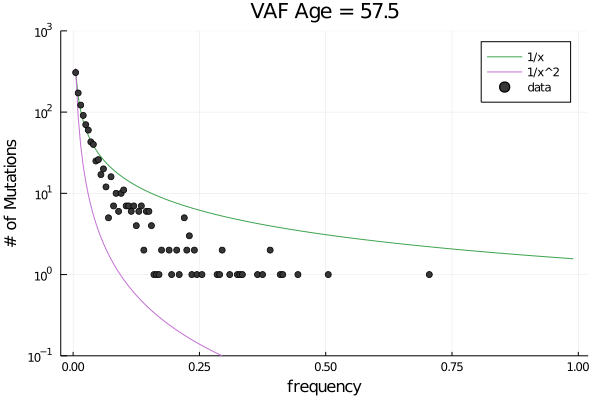 VAF Age = 57.5
# of Mutations
10^3
10^2
10^1
10^0
10^-1
0.00
0.25
0.50
0.75
1.00
frequency
1/x
1/x^2
data